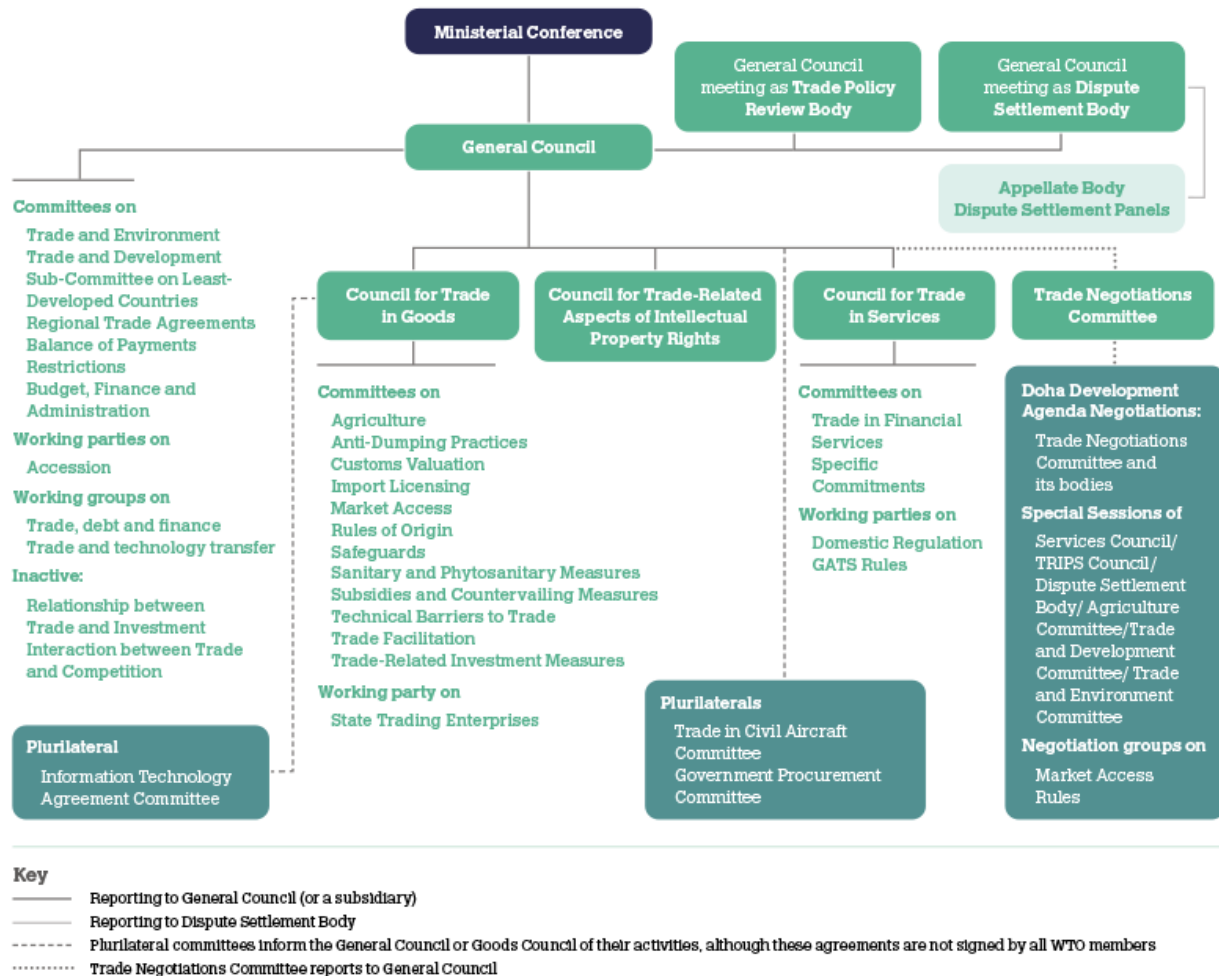 Ministerial Conference
General Council
meeting as Trade Policy
Review Body
General Council
meeting as Dispute
Settlement Body
General Council
Appellate Body
Dispute Settlement Panels
Committees on
Trade and Environment
Trade and Development
Sub-Committee on Least-
Developed Countries
Regional Trade Agreements
Balance of Payments
Restrictions
Budget, Finance and
Administration
Working parties on
Accession
Working groups on
Trade, debt and finance
Trade and technology transfer
Inactive:
Relationship between
Trade and Investment
Interaction between Trade
and Competition
Plurilateral
Information Technology
Agreement Committee
Council for Trade
in Goods
Committees on
Agriculture
Anti-Dumping Practices
Customs Valuation
Import Licensing
Market Access
Rules of Origin
Safeguards
Sanitary and Phytosanitary Measures
Subsidies and Countervailing Measures
Technical Barriers to Trade
Trade Facilitation
Trade-Related Investment Measures
Working party on
State Trading Enterprises
Council for Trade-Related
Aspects of Intellectual
Property Rights
Plurilaterals
Trade in Civil Aircraft
Committee
Government Procurement
Committee
Council for Trade
in Services
Committees on
Trade in Financial
Services
Specific
Commitments
Working parties on
Domestic Regulation
GATS Rules
Trade Negotiations
Committee
Doha Development
Agenda Negotiations:
Trade Negotiations
Committee and
its bodies
Special Sessions of
Services Council/
TRIPS Council/
Dispute Settlement
Body/ Agriculture
Committee/Trade
and Development
Committee/ Trade
and Environment
Committee
Negotiation groups on
Market Access
Rules
Key
Reporting to General Council (or a subsidiary)
Reporting to Dispute Settlement Body
Plurilateral committees inform the General Council or Goods Council of their activities, although these agreements are not signed by all WTO members
Trade Negotiations Committee reports to General Council